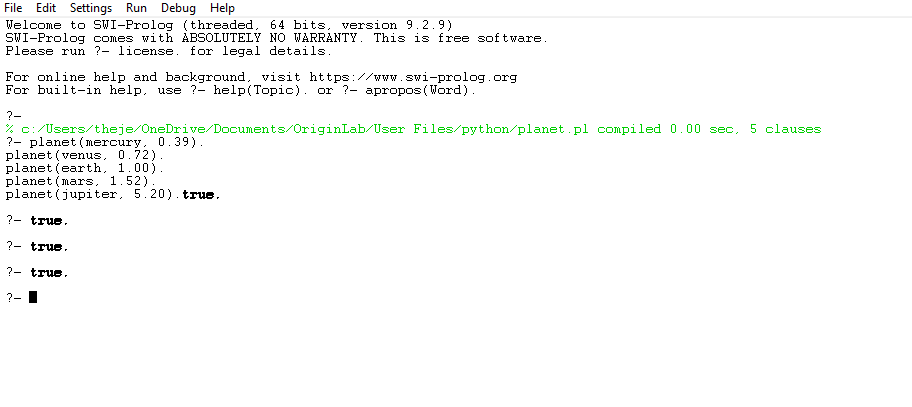 File Edit Settings Run Debug Help
Welcome to SWI-Prolog (threaded, 64 bits, version 9.2.9)
SWI-Prolog comes with ABSOLUTELY NO WARRANTY. This is free software.
Please run ?- license. for legal details.
For online help and background, visit https://www.swi-prolog.org
For built-in help, use ?- help(Topic). or ?- apropos(Word).
?-
% c:/Users/theje/OneDrive/Documents/OriginLab/User Files/python/planet.pl compiled 0.00 sec, 5 clauses
?- planet(mercury, 0.39).
planet(venus, 0.72).
planet(earth, 1.00).
planet(mars, 1.52).
planet(jupiter, 5.20).true.
?- true.
?- true.
?- true.
?-